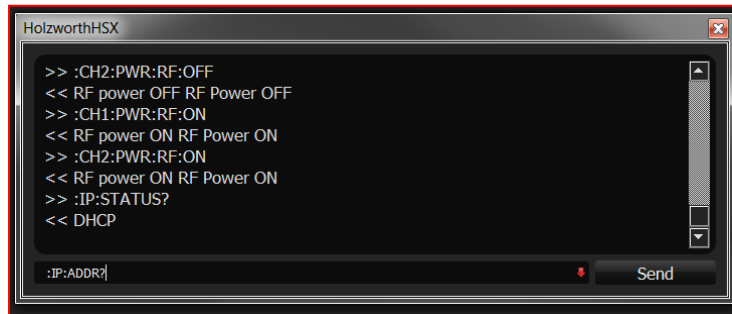 HolzworthHSX
>> :CH2:PWR:RF:OFF
<< RF power OFF RF Power OFF
>> :CH1:PWR:RF:ON
<< RF power ON RF Power ON
>> :CH2:PWR:RF:ON
<< RF power ON RF Power ON
>> :IP:STATUS?
<< DHCP
:IP:ADDR?
Send